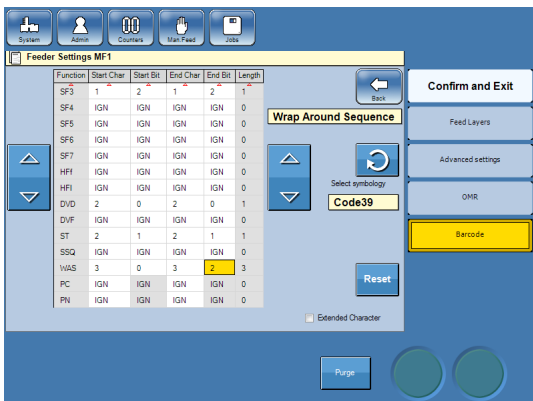 System Admin Counters Man.Feed Jobs
Feeder Settings MF1
Function Start Char Start Bit End Char End Bit Length
SF3 1 2 1 2 1
SF4 IGN IGN IGN IGN 0
SF5 IGN IGN IGN IGN 0
SF6 IGN IGN IGN IGN 0
SF7 IGN IGN IGN IGN 0
HFf IGN IGN IGN IGN 0
HFl IGN IGN IGN IGN 0
DVD 2 0 2 0 1
DVF IGN IGN IGN IGN 0
ST 2 1 2 1 1
SSQ IGN IGN IGN IGN 0
WAS 3 0 3 2 3
PC IGN IGN IGN IGN 0
PN IGN IGN IGN IGN 0
Back
Wrap Around Sequence
Select symbology
Code39
Reset
Extended Character
Confirm and Exit
Feed Layers
Advanced settings
OMR
Barcode
Purge